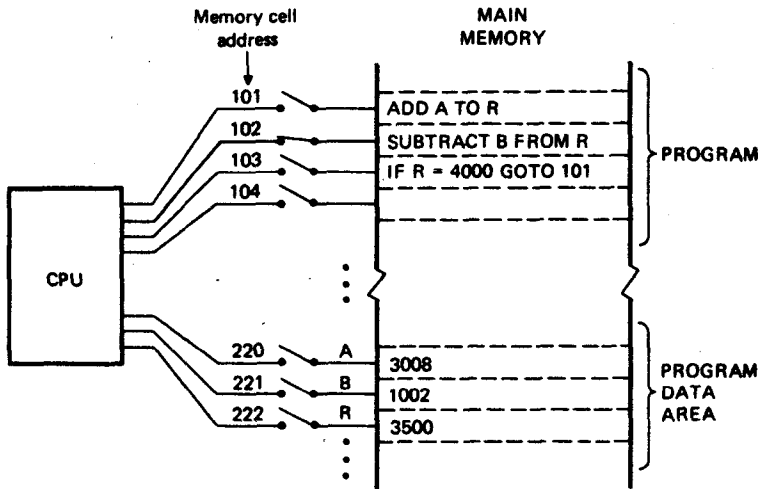 Memory cell
address
MAIN
MEMORY
101
ADD A TO R
102
SUBTRACT B FROM R
103
IF R = 4000 GOTO 101
104
PROGRAM
CPU
220 A 3008
221 B 1002
222 R 3500
PROGRAM
DATA
AREA